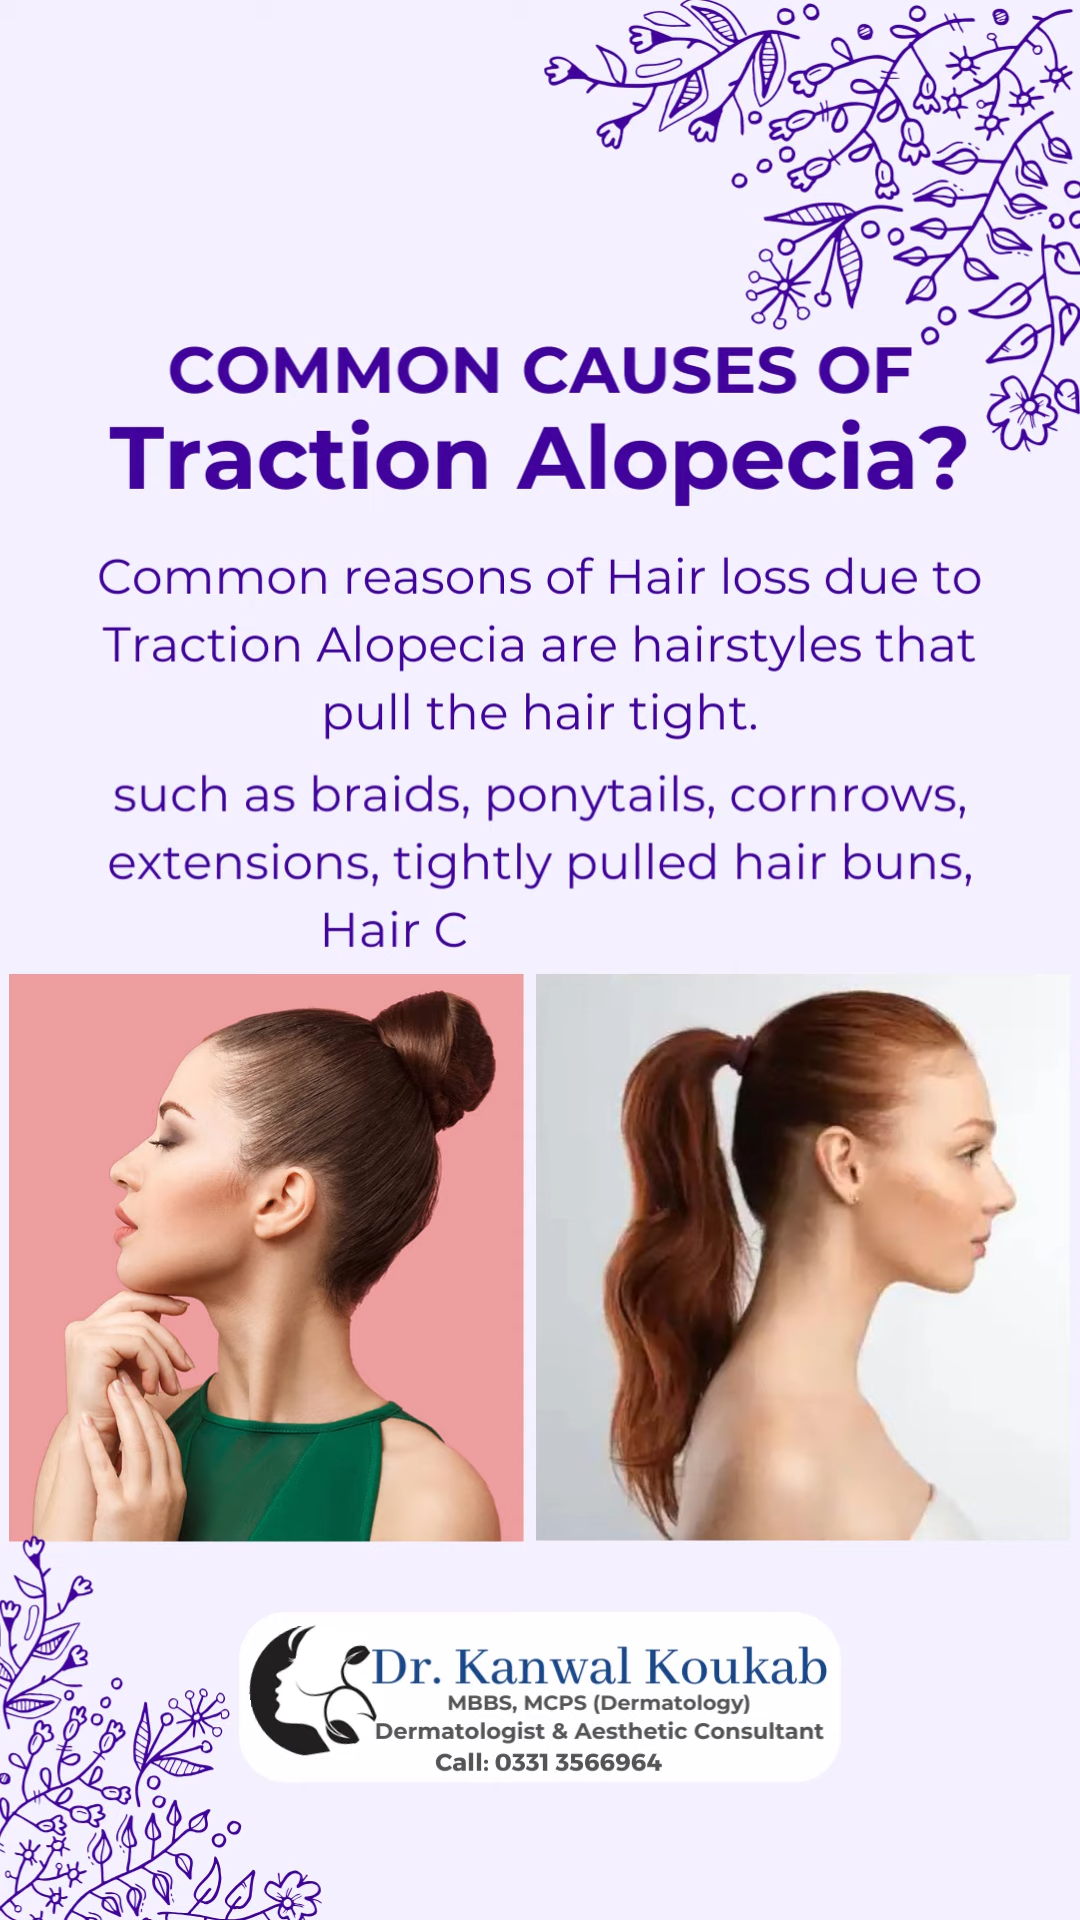 COMMON CAUSES OF
Traction Alopecia?
Common reasons of Hair loss due to
Traction Alopecia are hairstyles that
pull the hair tight.
such as braids, ponytails, cornrows,
extensions, tightly pulled hair buns,
Hair C
Dr. Kanwal Koukab
MBBS, MCPS (Dermatology)
Dermatologist & Aesthetic Consultant
Call: 0331 3566964